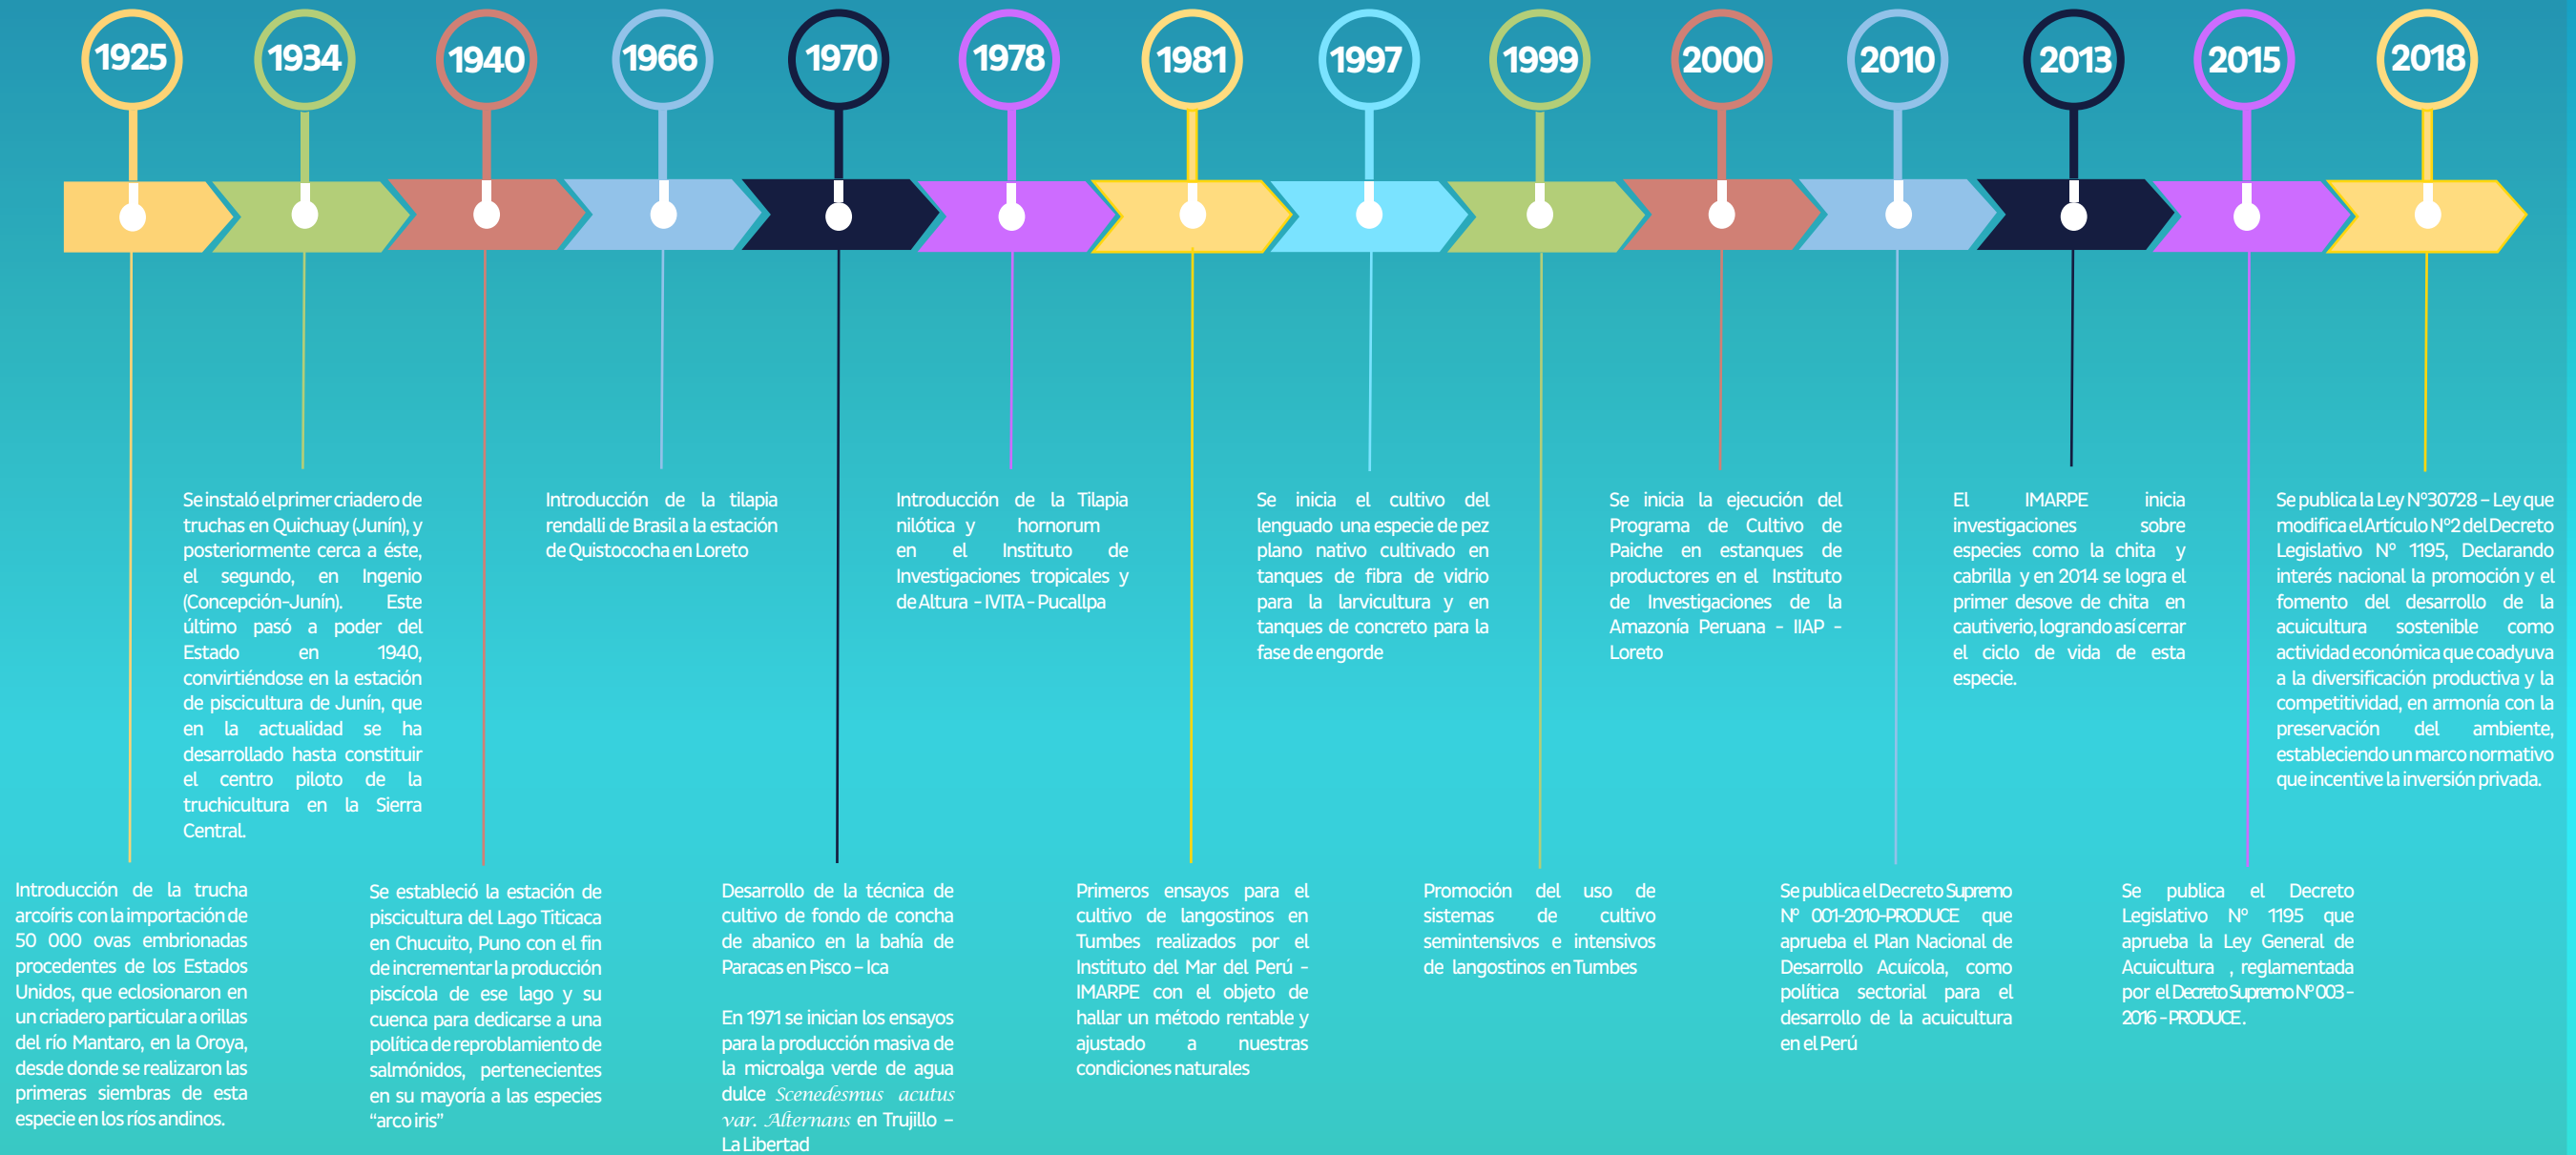 1925
1934
1940
1966
1970
1978
1981
1997
1999
2000
2010
2013
2015
2018
Se instaló el primer criadero de
truchas en Quichuay (Junín), y
posteriormente cerca a éste,
el segundo, en Ingenio
(Concepción-Junín). Este
último pasó a poder del
Estado en 1940,
convirtiéndose en la estación
de piscicultura de Junín, que
en la actualidad se ha
desarrollado hasta constituir
el centro piloto de la
truchicultura en la Sierra
Central.
Introducción de la tilapia
rendalli de Brasil a la estación
de Quistococha en Loreto
Introducción de la Tilapia
nilótica y hornorum
en el Instituto de
Investigaciones tropicales y
de Altura - IVITA - Pucallpa
Se inicia el cultivo del
lenguado una especie de pez
plano nativo cultivado en
tanques de fibra de vidrio
para la larvicultura y en
tanques de concreto para la
fase de engorde
Se inicia la ejecución del
Programa de Cultivo de
Paiche en estanques de
productores en el Instituto
de Investigaciones de la
Amazonía Peruana - IIAP -
Loreto
El IMARPE inicia
investigaciones sobre
especies como la chita y
cabrilla y en 2014 se logra el
primer desove de chita en
cautiverio, logrando así cerrar
el ciclo de vida de esta
especie.
Se publica la Ley N°30728 – Ley que
modifica el Artículo N°2 del Decreto
Legislativo N° 1195, Declarando
interés nacional la promoción y el
fomento del desarrollo de la
acuicultura sostenible como
actividad económica que coadyuva
a la diversificación productiva y la
competitividad, en armonía con la
preservación del ambiente,
estableciendo un marco normativo
que incentive la inversión privada.
Introducción de la trucha
arcoíris con la importación de
50 000 ovas embrionadas
procedentes de los Estados
Unidos, que eclosionaron en
un criadero particular a orillas
del río Mantaro, en la Oroya,
desde donde se realizaron las
primeras siembras de esta
especie en los ríos andinos.
Se estableció la estación de
piscicultura del Lago Titicaca
en Chucuito, Puno con el fin
de incrementar la producción
piscícola de ese lago y su
cuenca para dedicarse a una
política de reproblamiento de
salmónidos, pertenecientes
en su mayoría a las especies
“arco iris”
Desarrollo de la técnica de
cultivo de fondo de concha
de abanico en la bahía de
Paracas en Pisco – Ica
En 1971 se inician los ensayos
para la producción masiva de
la microalga verde de agua
dulce Scenedesmus acutus
var. Alternans en Trujillo –
La Libertad
Primeros ensayos para el
cultivo de langostinos en
Tumbes realizados por el
Instituto del Mar del Perú -
IMARPE con el objeto de
hallar un método rentable y
ajustado a nuestras
condiciones naturales
Promoción del uso de
sistemas de cultivo
semintensivos e intensivos
de langostinos en Tumbes
Se publica el Decreto Supremo
N° 001-2010-PRODUCE que
aprueba el Plan Nacional de
Desarrollo Acuícola, como
política sectorial para el
desarrollo de la acuicultura
en el Perú
Se publica el Decreto
Legislativo N° 1195 que
aprueba la Ley General de
Acuicultura , reglamentada
por el Decreto Supremo N° 003 -
2016 - PRODUCE .